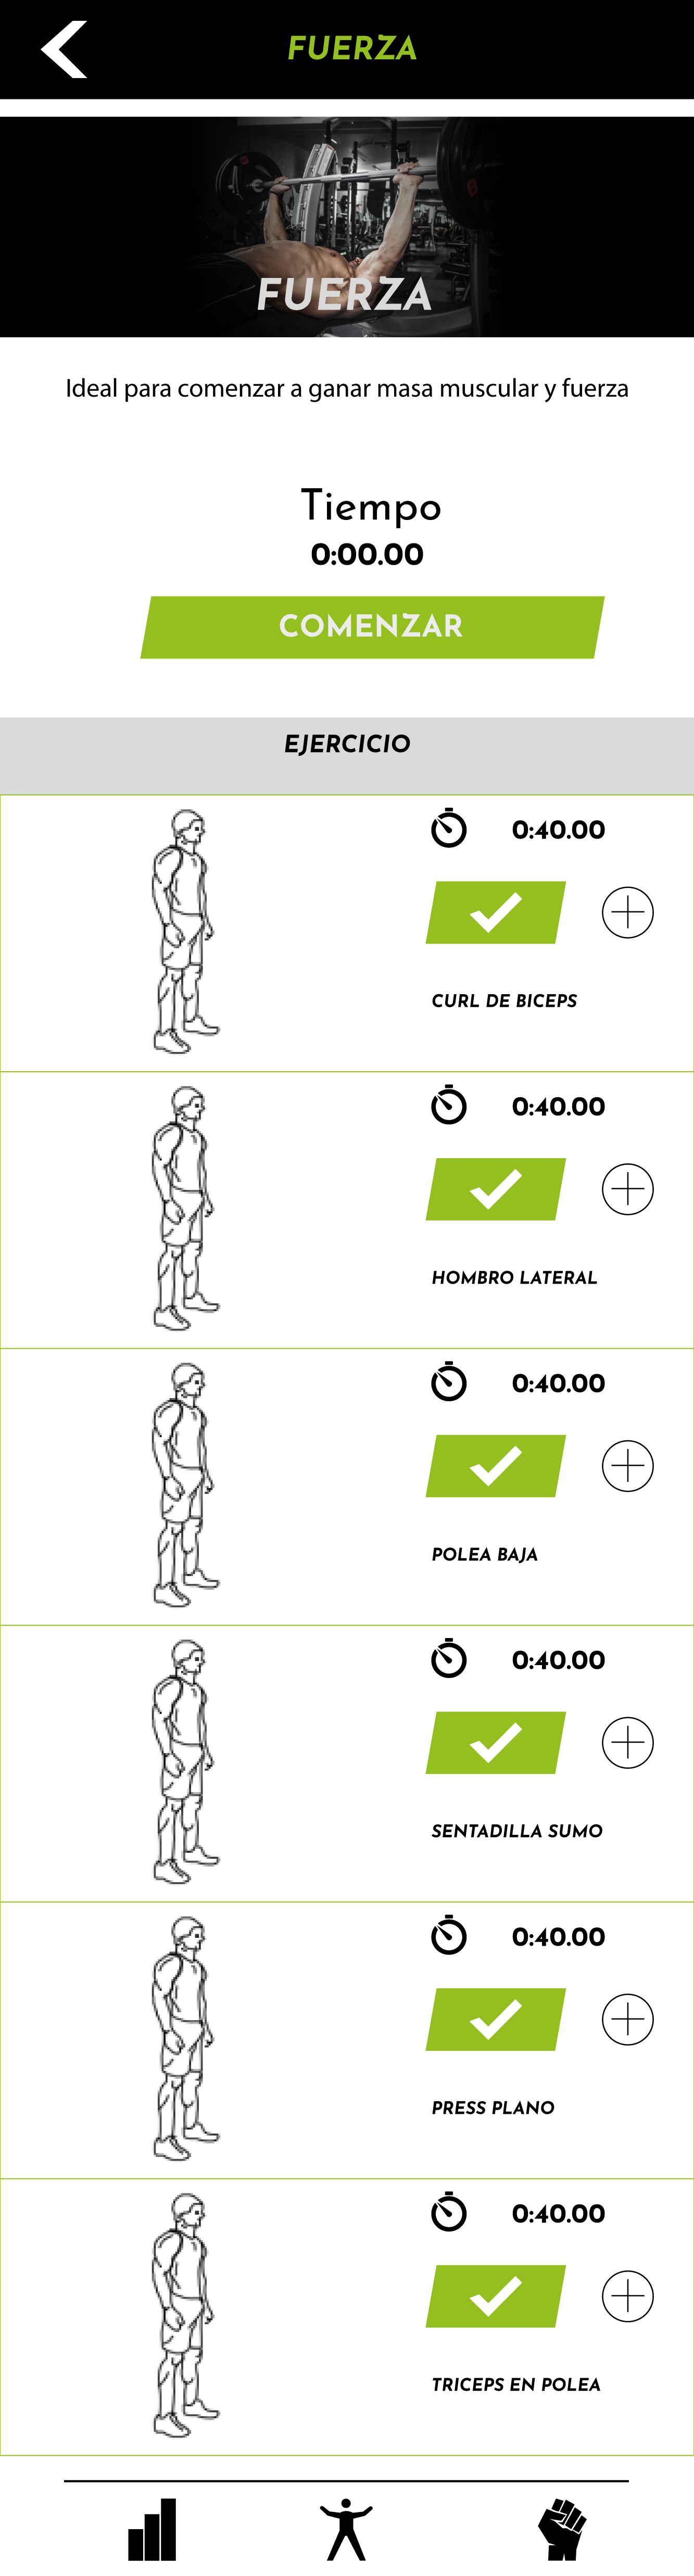 FUERZA
FUERZA
Ideal para comenzar a ganar masa muscular y fuerza
Tiempo
0:00.00
COMENZAR
EJERCICIO
0:40.00
CURL DE BICEPS
0:40.00
HOMBRO LATERAL
0:40.00
POLEA BAJA
0:40.00
SENTADILLA SUMO
0:40.00
PRESS PLANO
0:40.00
TRICEPS EN POLEA